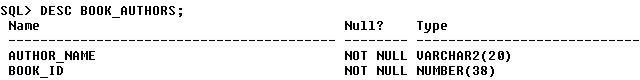 SQL> DESC BOOK_AUTHORS;
Name Null? Type
----------------------------------------- -------- ----------------------------
AUTHOR_NAME NOT NULL VARCHAR2(20)
BOOK_ID NOT NULL NUMBER(38)